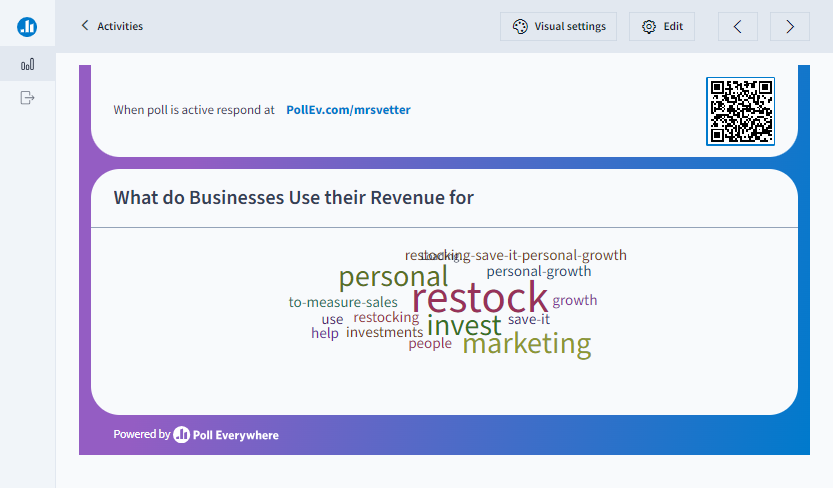 Activities
Visual settings
Edit
When poll is active respond at PollEv.com/mrsvetter
What do Businesses Use their Revenue for
restocking-save-it-personal-growth
personal personal-growth
to-measure-sales restock growth
use restocking invest save-it
help investments
people marketing
Powered by Poll Everywhere